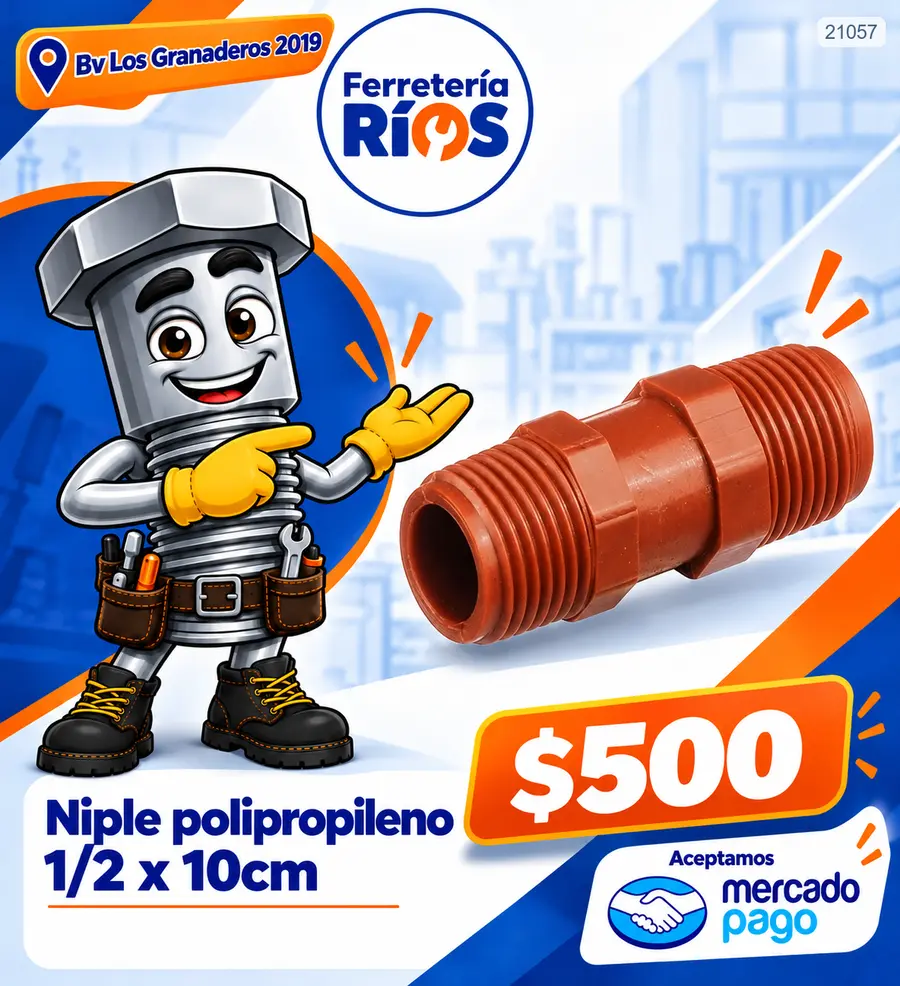 Bv Los Granaderos 2019
21057
Ferretería
Ríos
$500
Niple polipropileno
1/2 x 10cm
Aceptamos
mercado
pago